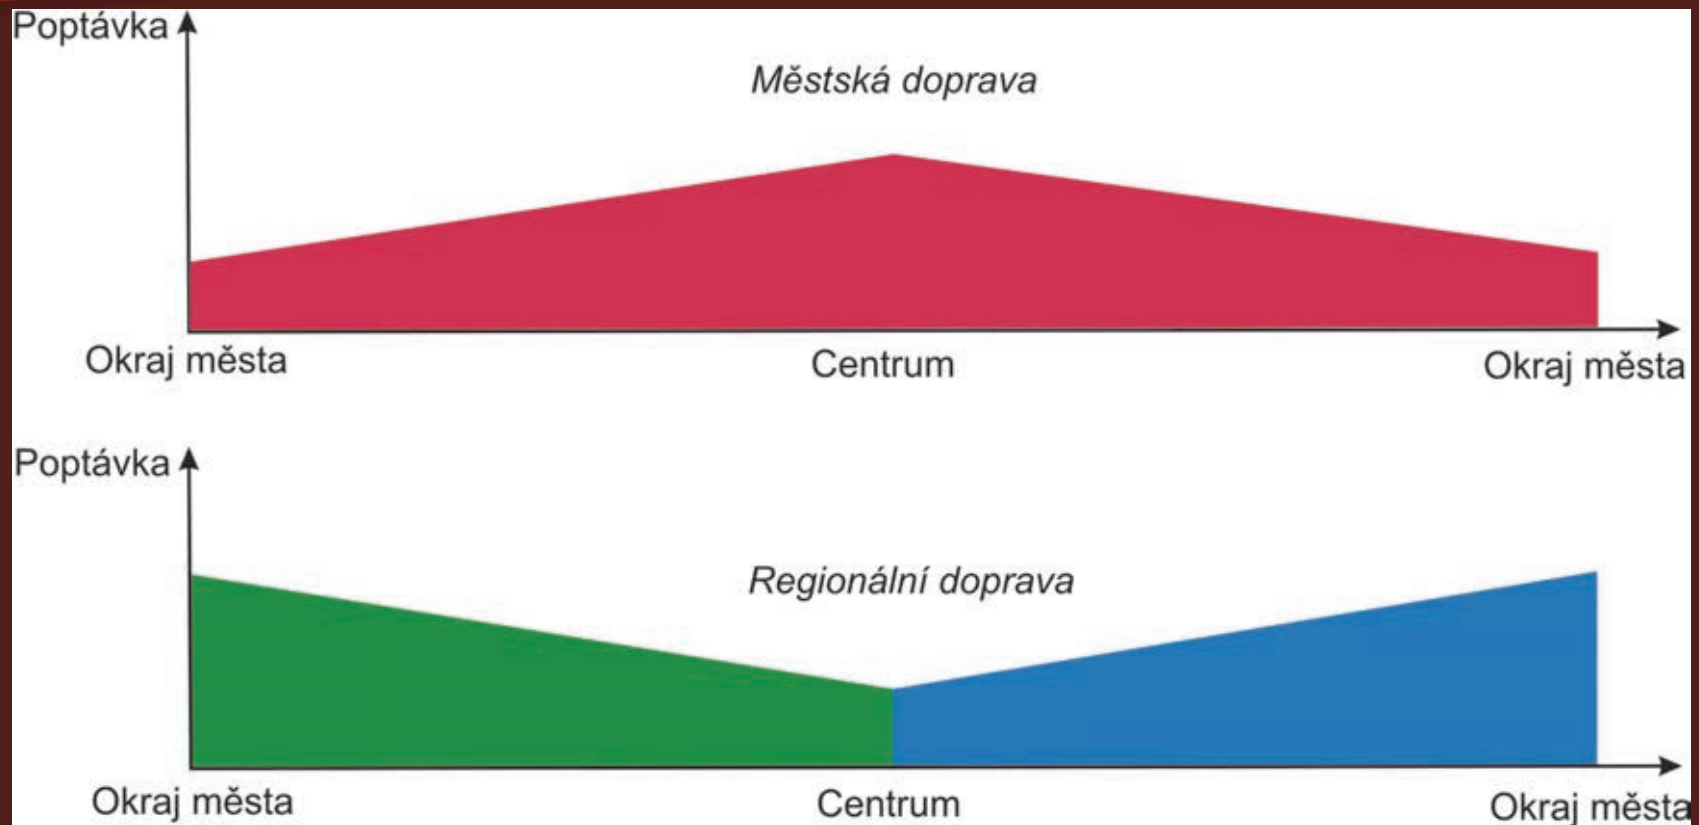 Poptávka
Městská doprava
Okraj města
Centrum
Okraj města
Poptávka
Regionální doprava
Okraj města
Centrum
Okraj města